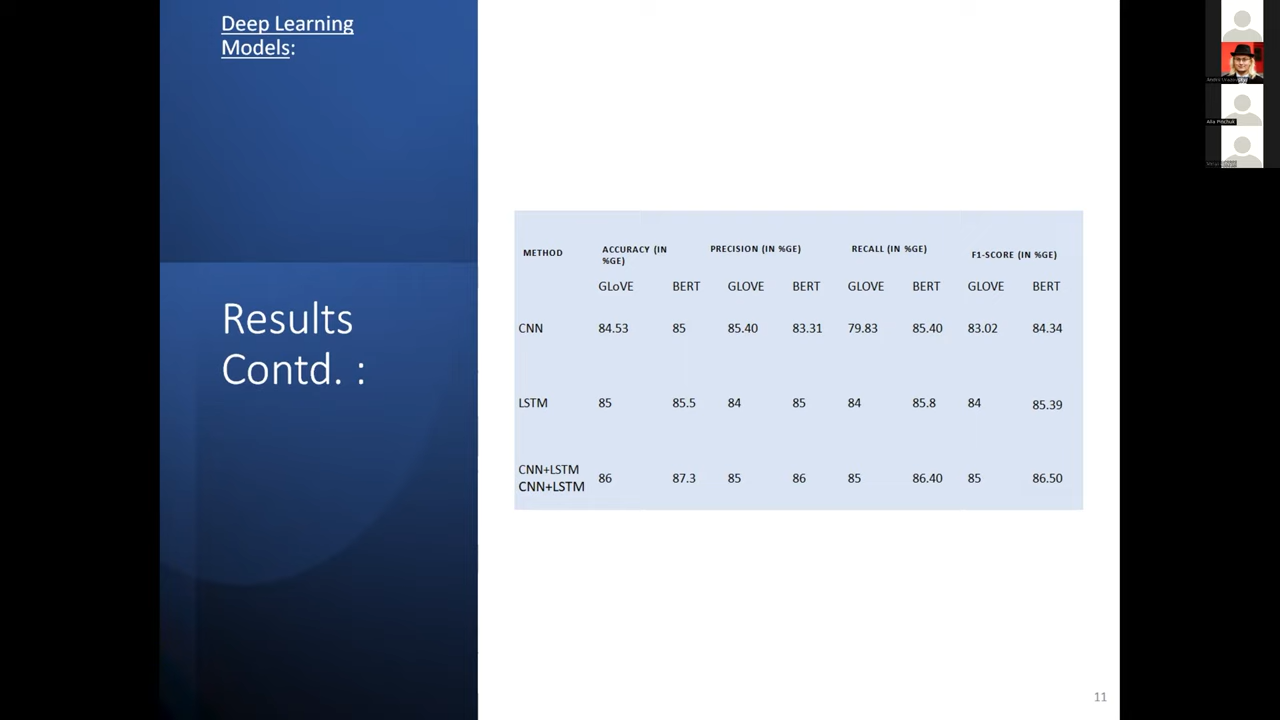 Deep Learning
Models:
Results
Contd. :
METHOD ACCURACY (IN %GE) PRECISION (IN %GE) RECALL (IN %GE) F1-SCORE (IN %GE)
GLoVE BERT GLOVE BERT GLOVE BERT GLOVE BERT
CNN 84.53 85 85.40 83.31 79.83 85.40 83.02 84.34
LSTM 85 85.5 84 85 84 85.8 84 85.39
CNN+LSTM
CNN+LSTM 86 87.3 85 86 85 86.40 85 86.50
11
Alla Pinchuk